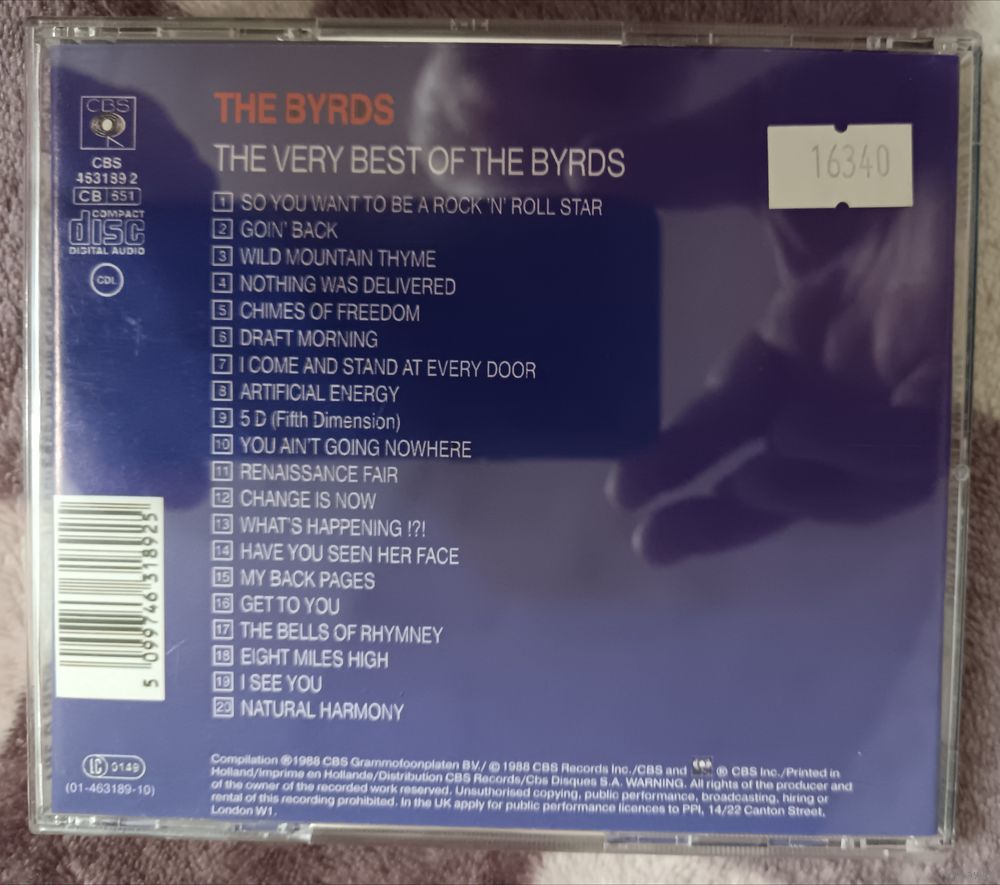 CBS
CBS
463189 2
CB 551
COMPACT
disc
DIGITAL AUDIO
CDL
THE BYRDS
THE VERY BEST OF THE BYRDS
16340
1 SO YOU WANT TO BE A ROCK 'N' ROLL STAR
2 GOIN' BACK
3 WILD MOUNTAIN THYME
4 NOTHING WAS DELIVERED
5 CHIMES OF FREEDOM
6 DRAFT MORNING
7 I COME AND STAND AT EVERY DOOR
8 ARTIFICIAL ENERGY
9 5 D (Fifth Dimension)
10 YOU AIN'T GOING NOWHERE
11 RENAISSANCE FAIR
12 CHANGE IS NOW
13 WHAT'S HAPPENING !?!
14 HAVE YOU SEEN HER FACE
15 MY BACK PAGES
16 GET TO YOU
17 THE BELLS OF RHYMNEY
18 EIGHT MILES HIGH
19 I SEE YOU
20 NATURAL HARMONY
5 099746 318925
LC 0149
(01-463189-10)
Compilation ℗1988 CBS Grammofoonplaten BV./ © 1988 CBS Records Inc./CBS and ® CBS Inc./Printed in
Holland/Imprime en Hollande/Distribution CBS Records/Cbs Disques S.A. WARNING. All rights of the producer and
of the owner of the recorded work reserved. Unauthorised copying, public performance, broadcasting, hiring or
rental of this recording prohibited. In the UK apply for public performance licences to PPI, 14/22 Ganton Street,
London W1.